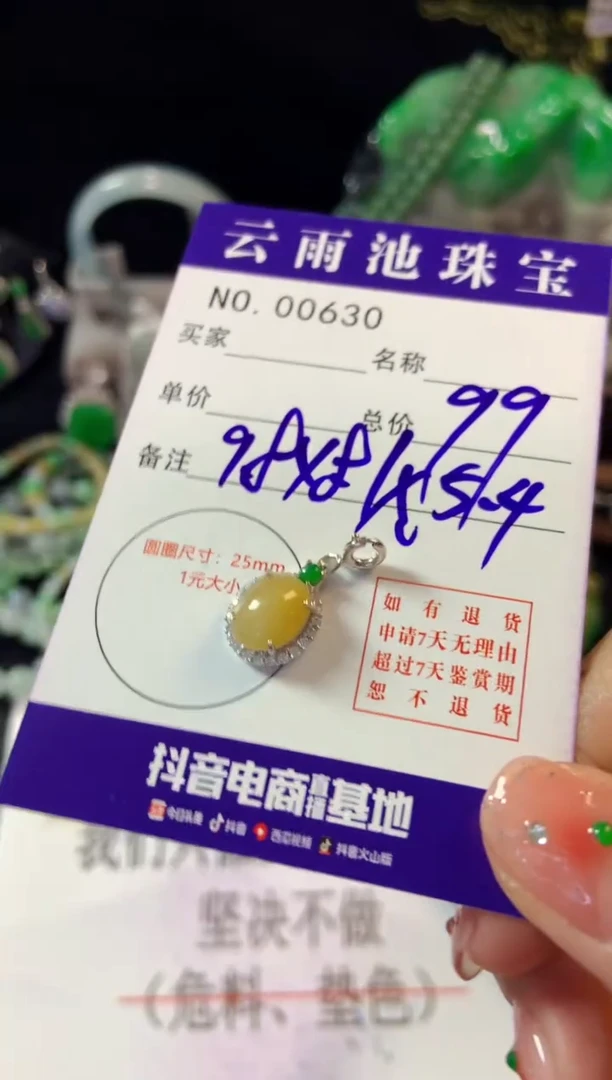 云雨池珠宝
NO. 00630
买家
名称
单价
总价
99
备注
圆圈尺寸：25mm
1元大小
如有退货
申请7天无理由
超过7天鉴赏期
恕不退货
抖音电商直播基地
今日头条 抖音 西瓜视频 抖音火山版
坚决不做
（危料、垫色）